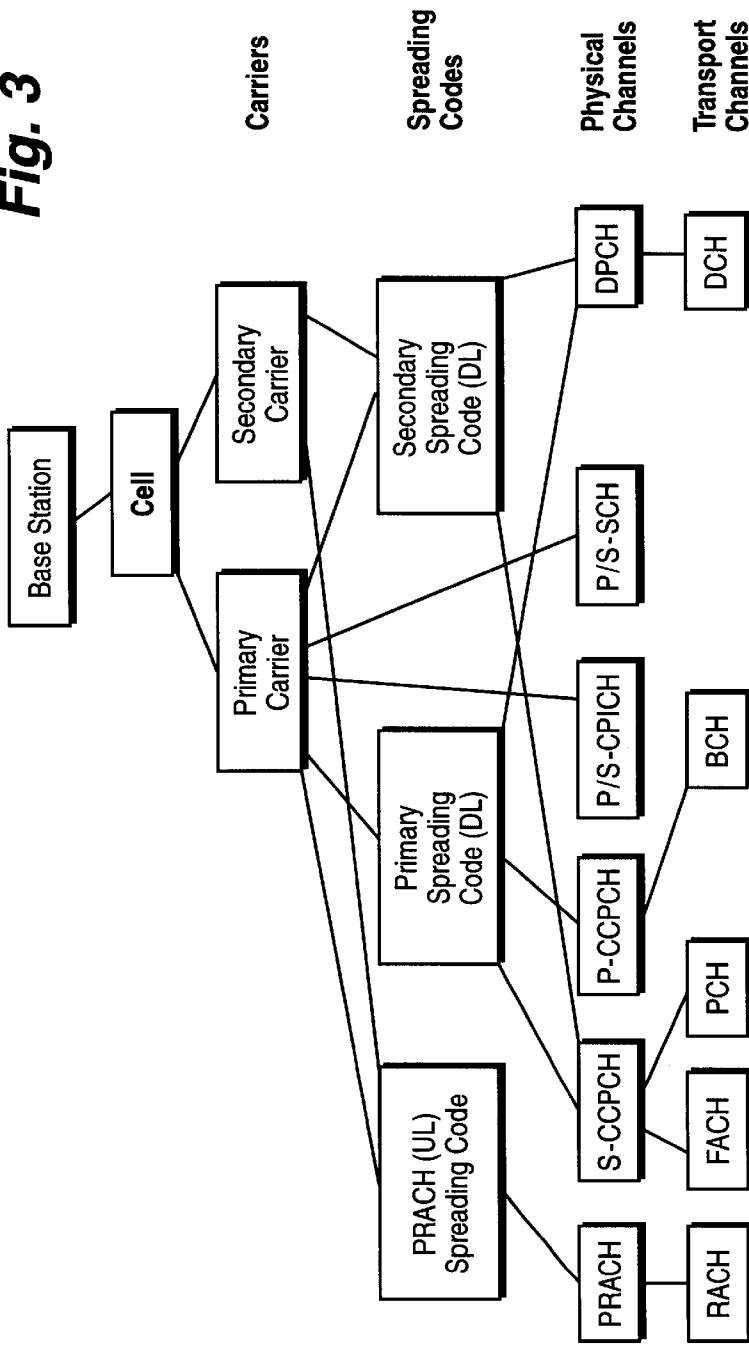 Fig. 3
Base Station
Cell
Carriers
Primary
Carrier
Secondary
Carrier
Spreading
Codes
PRACH (UL)
Spreading Code
Primary
Spreading
Code (DL)
Secondary
Spreading
Code (DL)
Physical
Channels
PRACH
S-CCPCH
P-CCPCH
P/S-CPICH
P/S-SCH
DPCH
Transport
Channels
RACH
FACH
PCH
BCH
DCH